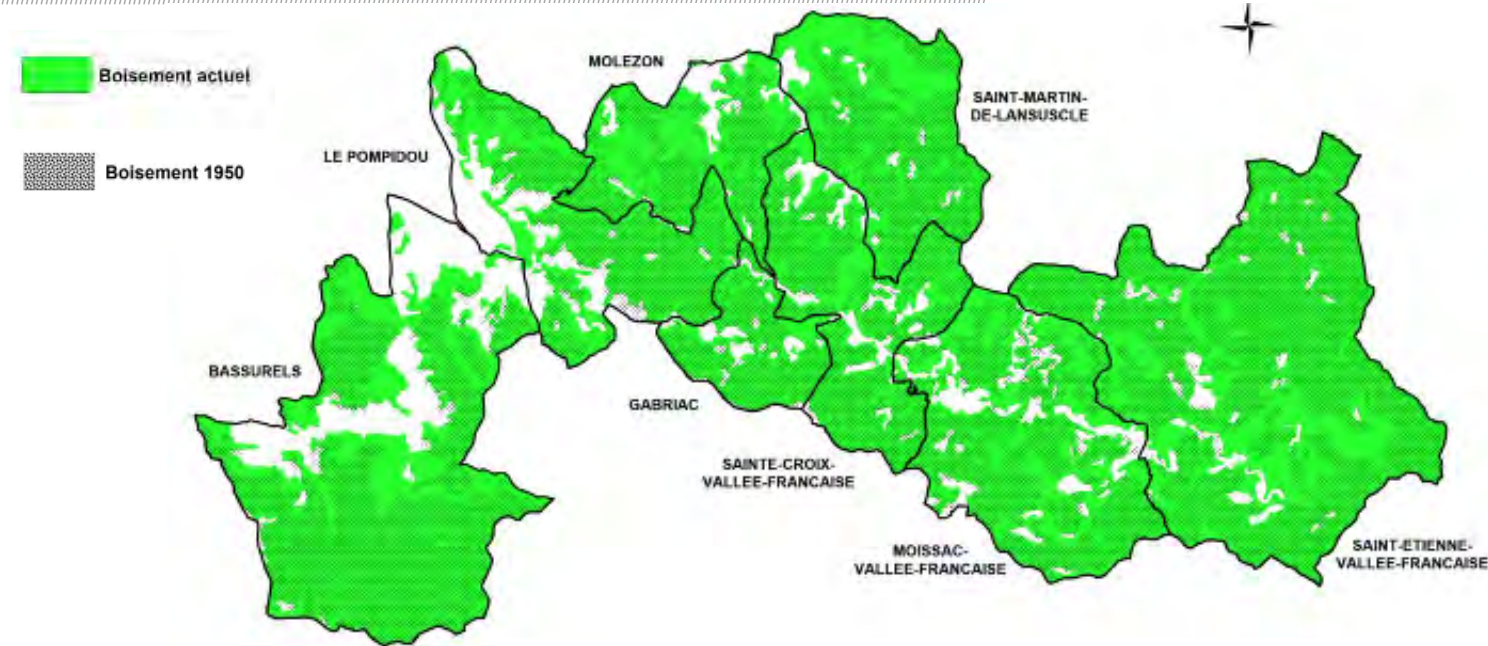 Boisement actuel
Boisement 1950
MOLEZON
SAINT-MARTIN-
DE-LANSUSCLE
LE POMPIDOU
BASSURELS
GABRIAC
SAINTE-CROIX-
VALLEE-FRANCAISE
MOISSAC-
VALLEE-FRANCAISE
SAINT-ETIENNE-
VALLEE-FRANCAISE